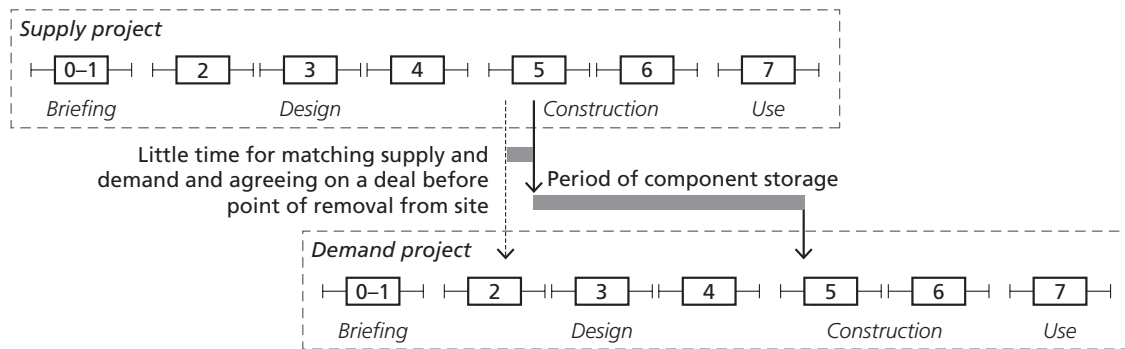 Supply project
0–1 2 3 4 5 6 7
Briefing Design Construction Use
Little time for matching supply and
demand and agreeing on a deal before
point of removal from site
Period of component storage
Demand project
0–1 2 3 4 5 6 7
Briefing Design Construction Use